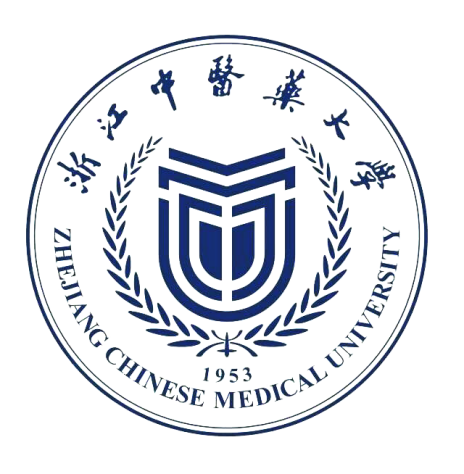 浙江中醫藥大學
1953
ZHEJIANG CHINESE MEDICAL UNIVERSITY